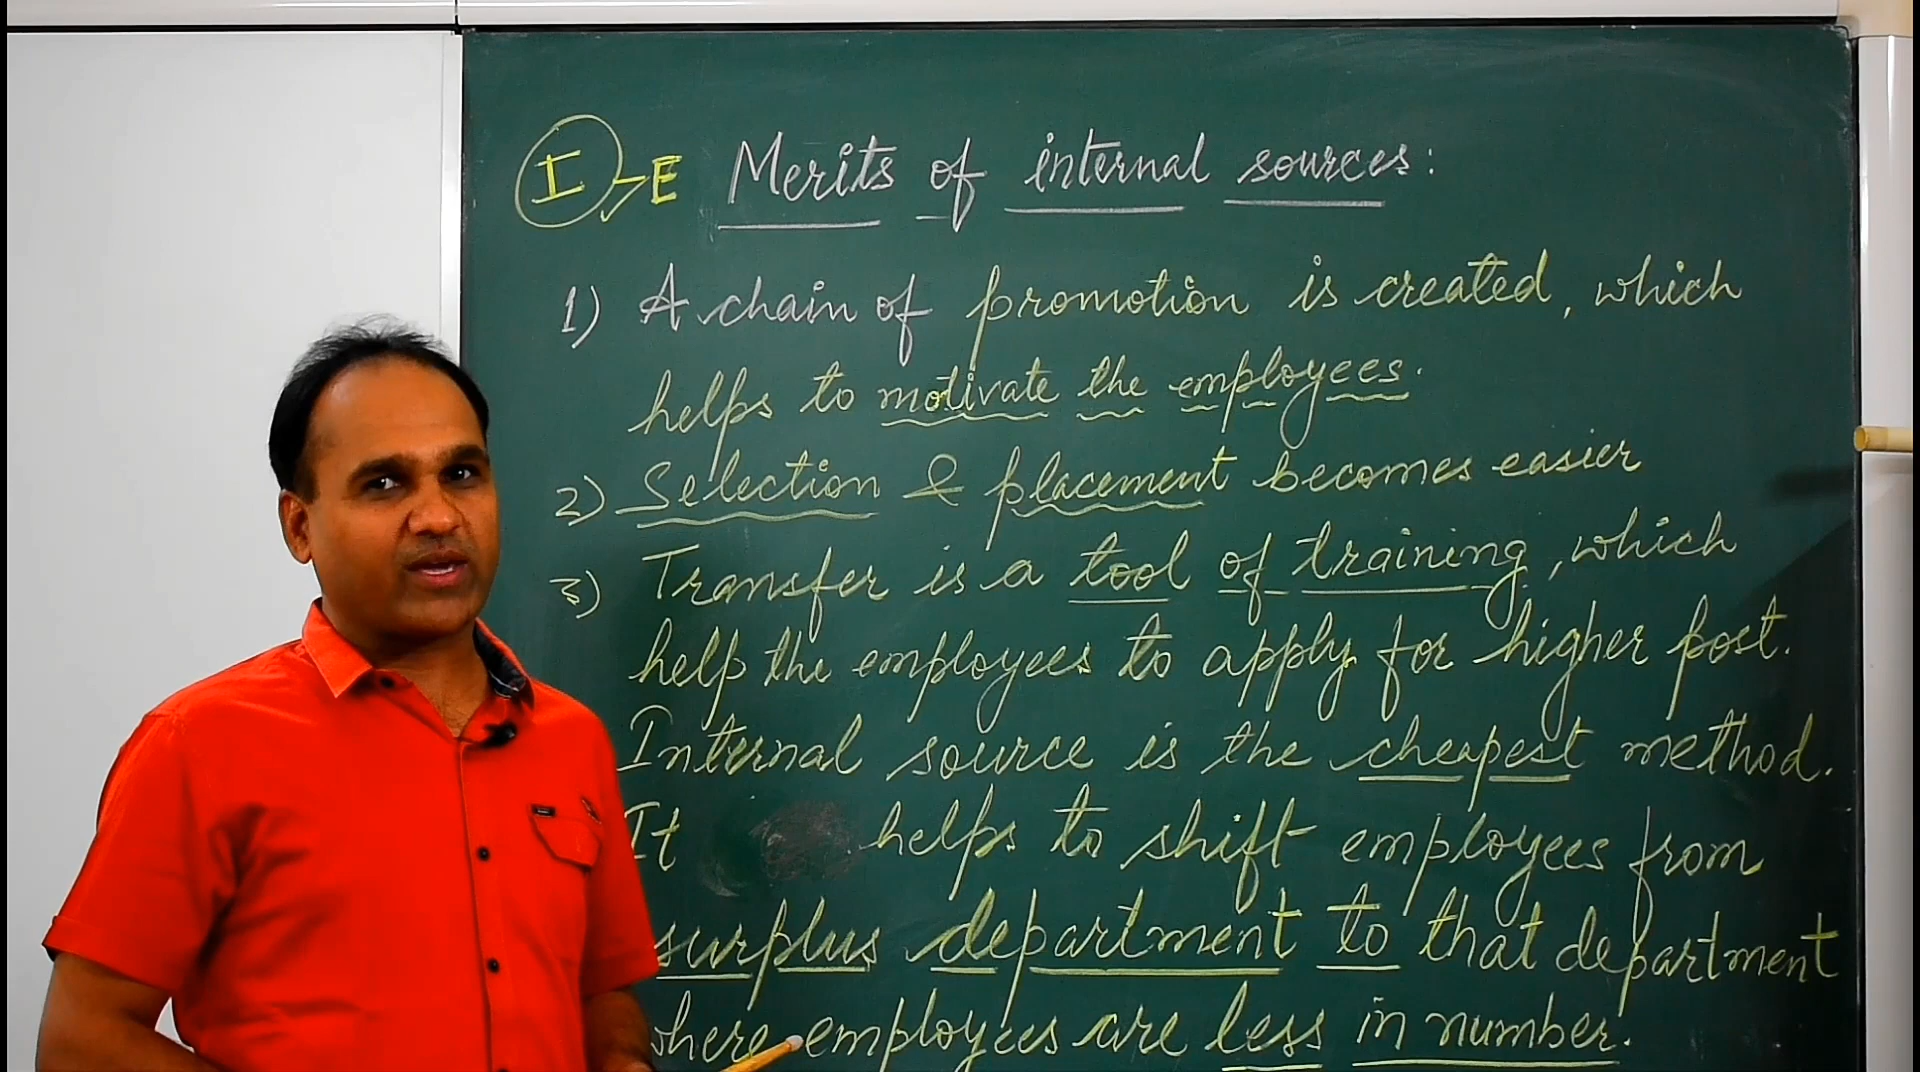 I E Merits of internal sources:
1) A chain of promotion is created, which
helps to motivate the employees.
2) Selection & placement becomes easier
3) Transfer is a tool of training, which
help the employees to apply for higher post.
Internal source is the cheapest method.
It helps to shift employees from
surplus department to that department
where employees are less in number.